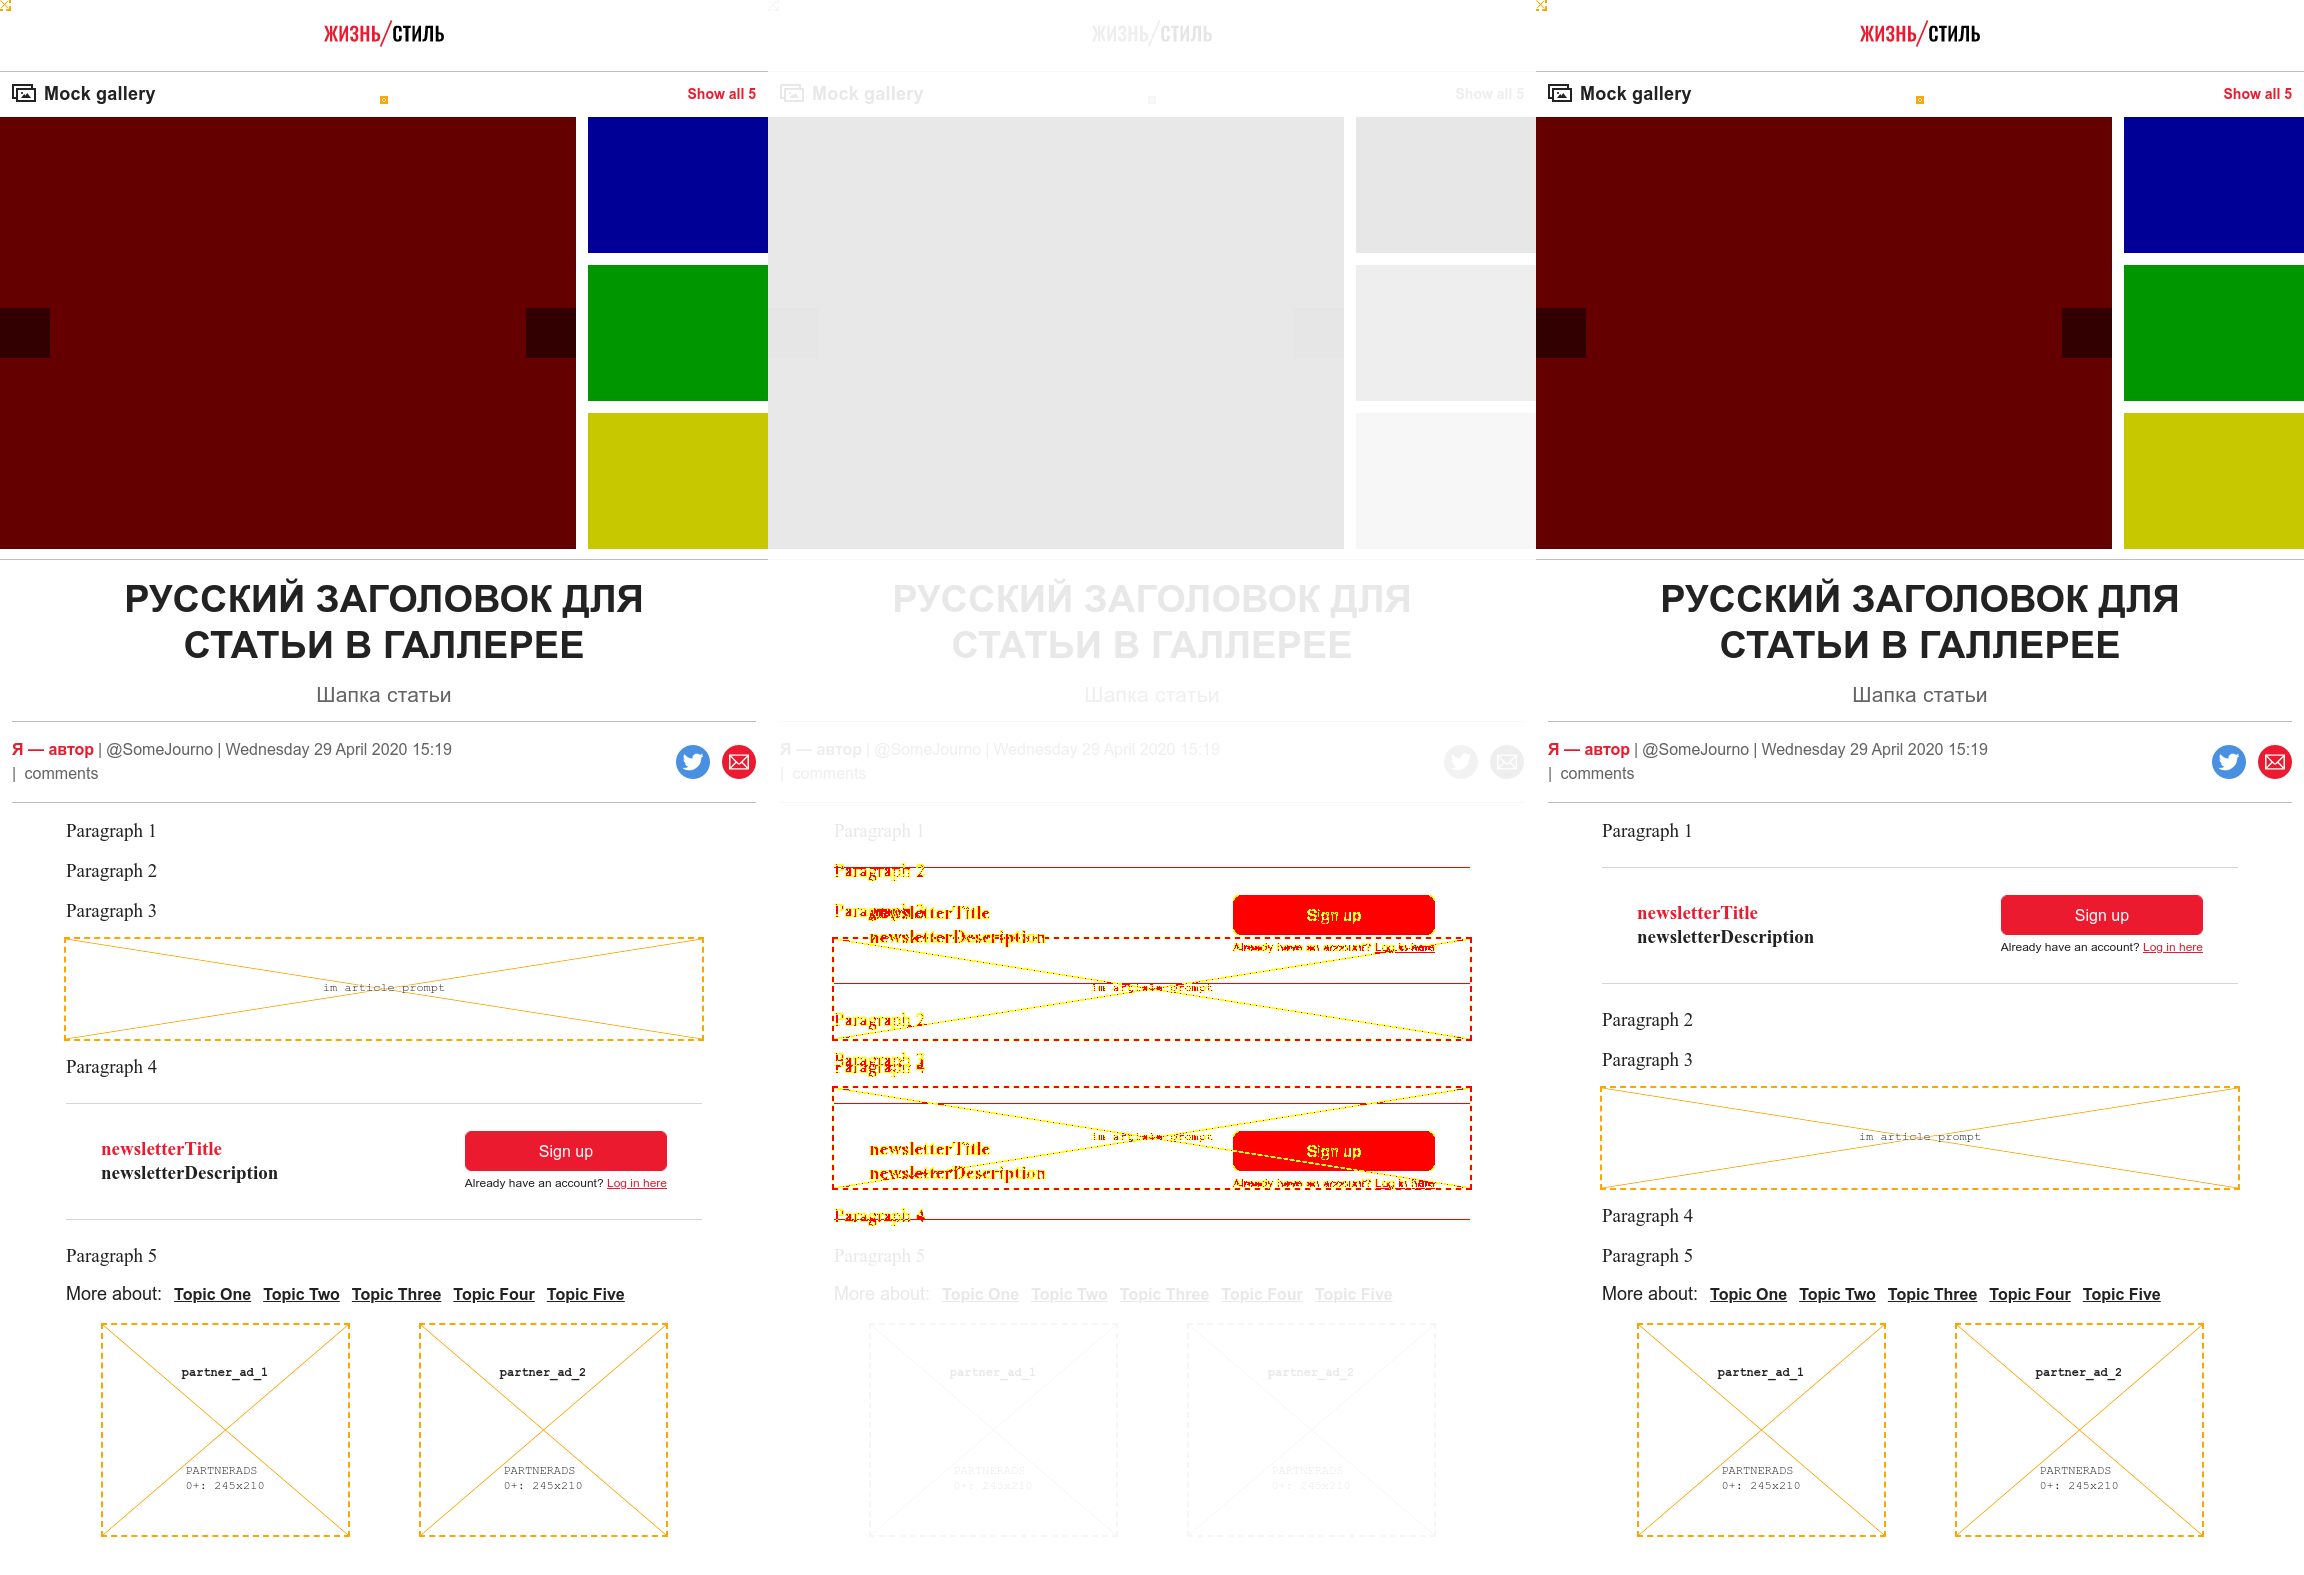 ЖИЗНЬ/СТИЛЬ
Mock gallery
Show all 5
РУССКИЙ ЗАГОЛОВОК ДЛЯ
СТАТЬИ В ГАЛЛЕРЕЕ
Шапка статьи
Я — автор | @SomeJourno | Wednesday 29 April 2020 15:19
| comments
Paragraph 1
Paragraph 2
Paragraph 3
im article prompt
Paragraph 4
newsletterTitle
newsletterDescription
Sign up
Already have an account? Log in here
Paragraph 5
More about: Topic One Topic Two Topic Three Topic Four Topic Five
partner_ad_1
PARTNERADS
0+: 245x210
partner_ad_2
PARTNERADS
0+: 245x210
ЖИЗНЬ/СТИЛЬ
Mock gallery
Show all 5
РУССКИЙ ЗАГОЛОВОК ДЛЯ
СТАТЬИ В ГАЛЛЕРЕЕ
Шапка статьи
Я — автор | @SomeJourno | Wednesday 29 April 2020 15:19
| comments
Paragraph 1
Paragraph 2
Paragraph 3
newsletterTitle
newsletterDescription
Sign up
Already have an account? Log in here
im article prompt
Paragraph 2
Paragraph 3
Paragraph 4
im article prompt
newsletterTitle
newsletterDescription
Sign up
Already have an account? Log in here
Paragraph 4
Paragraph 5
More about: Topic One Topic Two Topic Three Topic Four Topic Five
partner_ad_1
PARTNERADS
0+: 245x210
partner_ad_2
PARTNERADS
0+: 245x210
ЖИЗНЬ/СТИЛЬ
Mock gallery
Show all 5
РУССКИЙ ЗАГОЛОВОК ДЛЯ
СТАТЬИ В ГАЛЛЕРЕЕ
Шапка статьи
Я — автор | @SomeJourno | Wednesday 29 April 2020 15:19
| comments
Paragraph 1
newsletterTitle
newsletterDescription
Sign up
Already have an account? Log in here
Paragraph 2
Paragraph 3
im article prompt
Paragraph 4
Paragraph 5
More about: Topic One Topic Two Topic Three Topic Four Topic Five
partner_ad_1
PARTNERADS
0+: 245x210
partner_ad_2
PARTNERADS
0+: 245x210